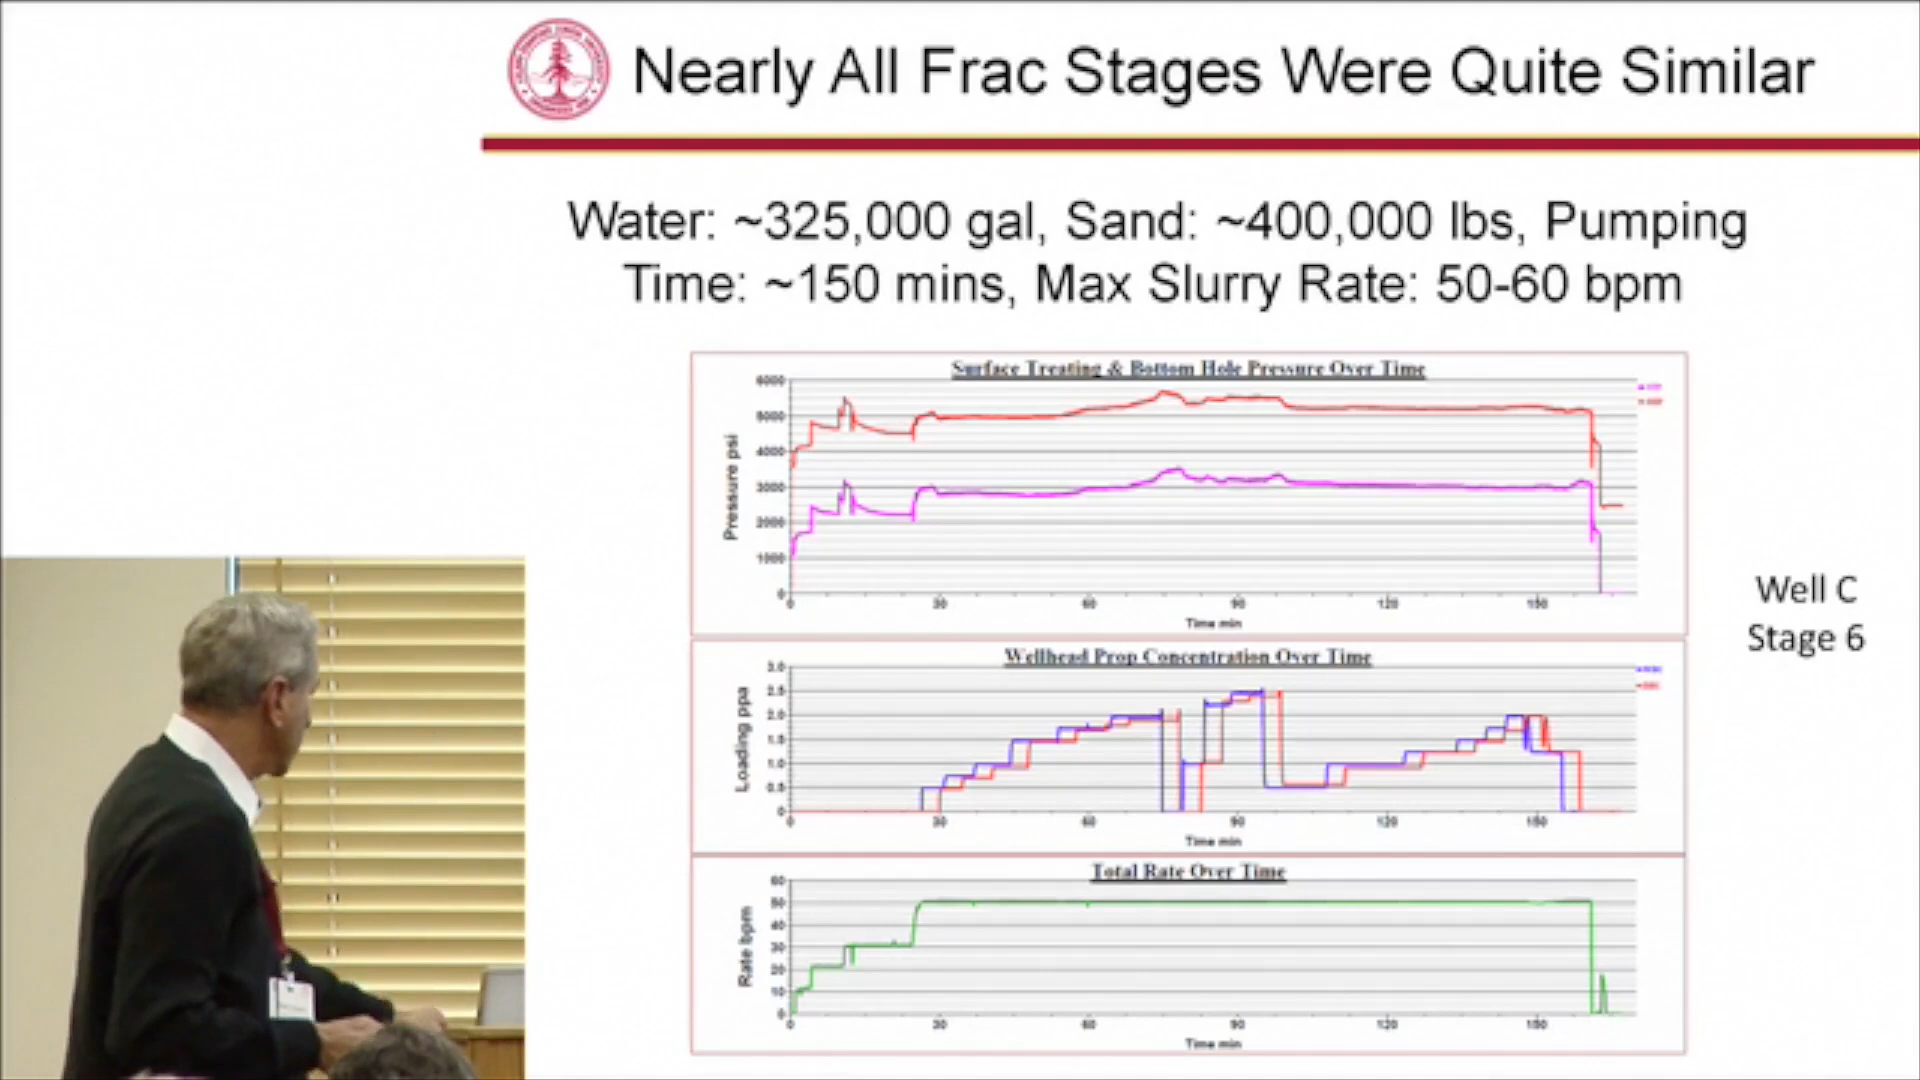 Nearly All Frac Stages Were Quite Similar
Water: ~325,000 gal, Sand: ~400,000 lbs, Pumping
Time: ~150 mins, Max Slurry Rate: 50-60 bpm
Surface Treating & Bottom Hole Pressure Over Time
Pressure psi
6000
5000
4000
3000
2000
1000
0
0 30 60 90 120 150
Time min
Well C
Stage 6
Wellhead Prop Concentration Over Time
Loading ppa
3.0
2.5
2.0
1.5
1.0
0.5
0
0 30 60 90 120 150
Time min
Total Rate Over Time
Rate bpm
60
50
40
30
20
10
0
0 30 60 90 120 150
Time min